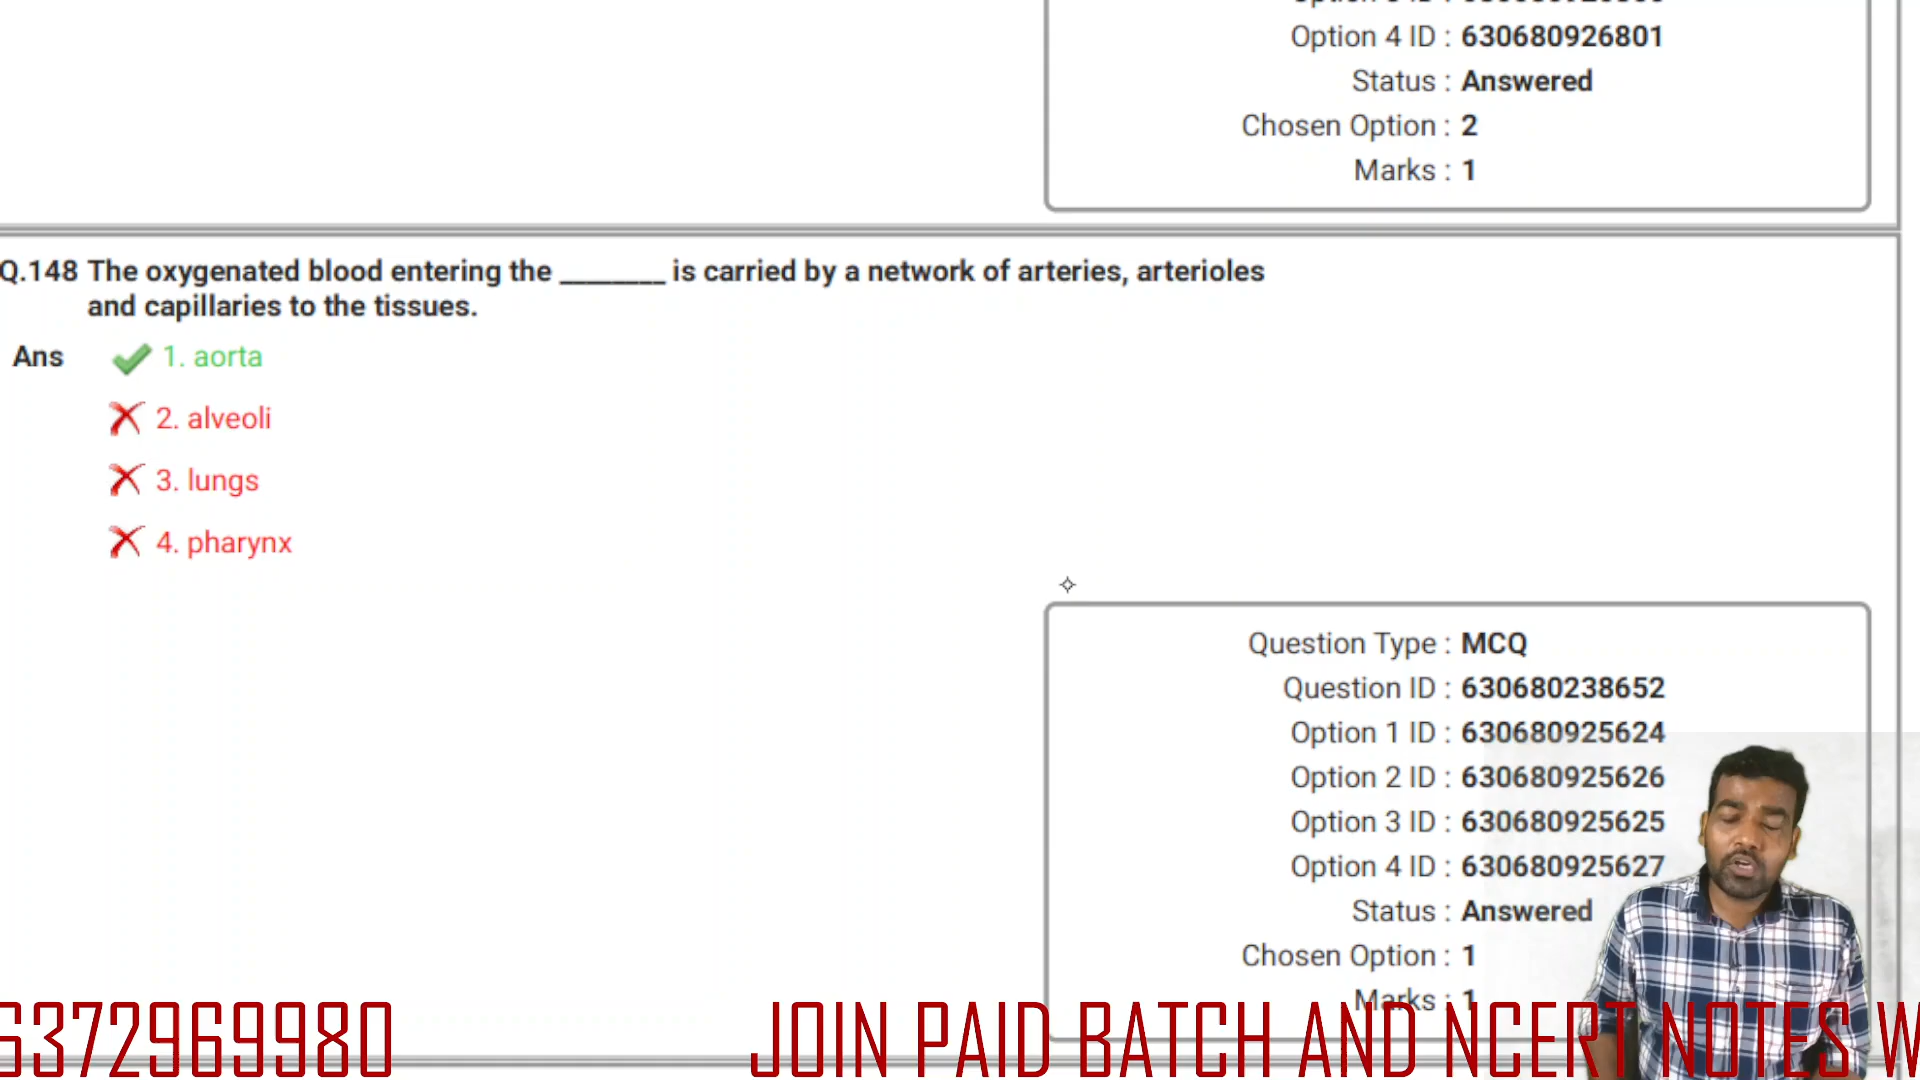 Option 4 ID : 630680926801
Status : Answered
Chosen Option : 2
Marks : 1
Q.148 The oxygenated blood entering the ________ is carried by a network of arteries, arterioles
and capillaries to the tissues.
Ans 1. aorta
2. alveoli
3. lungs
4. pharynx
Question Type : MCQ
Question ID : 630680238652
Option 1 ID : 630680925624
Option 2 ID : 630680925626
Option 3 ID : 630680925625
Option 4 ID : 630680925627
Status : Answered
Chosen Option : 1
Marks : 1
6372969980 JOIN PAID BATCH AND NCERT NOTES W